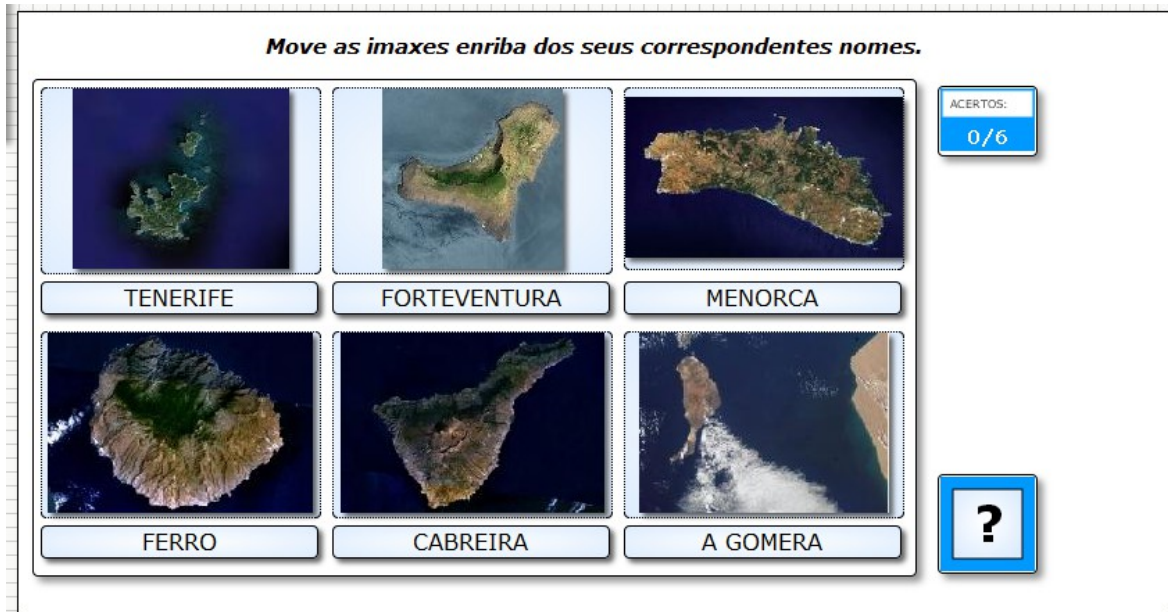 Move as imaxes enriba dos seus correspondentes nomes.
ACERTOS:
0/6
TENERIFE
FORTEVENTURA
MENORCA
FERRO
CABREIRA
A GOMERA
?